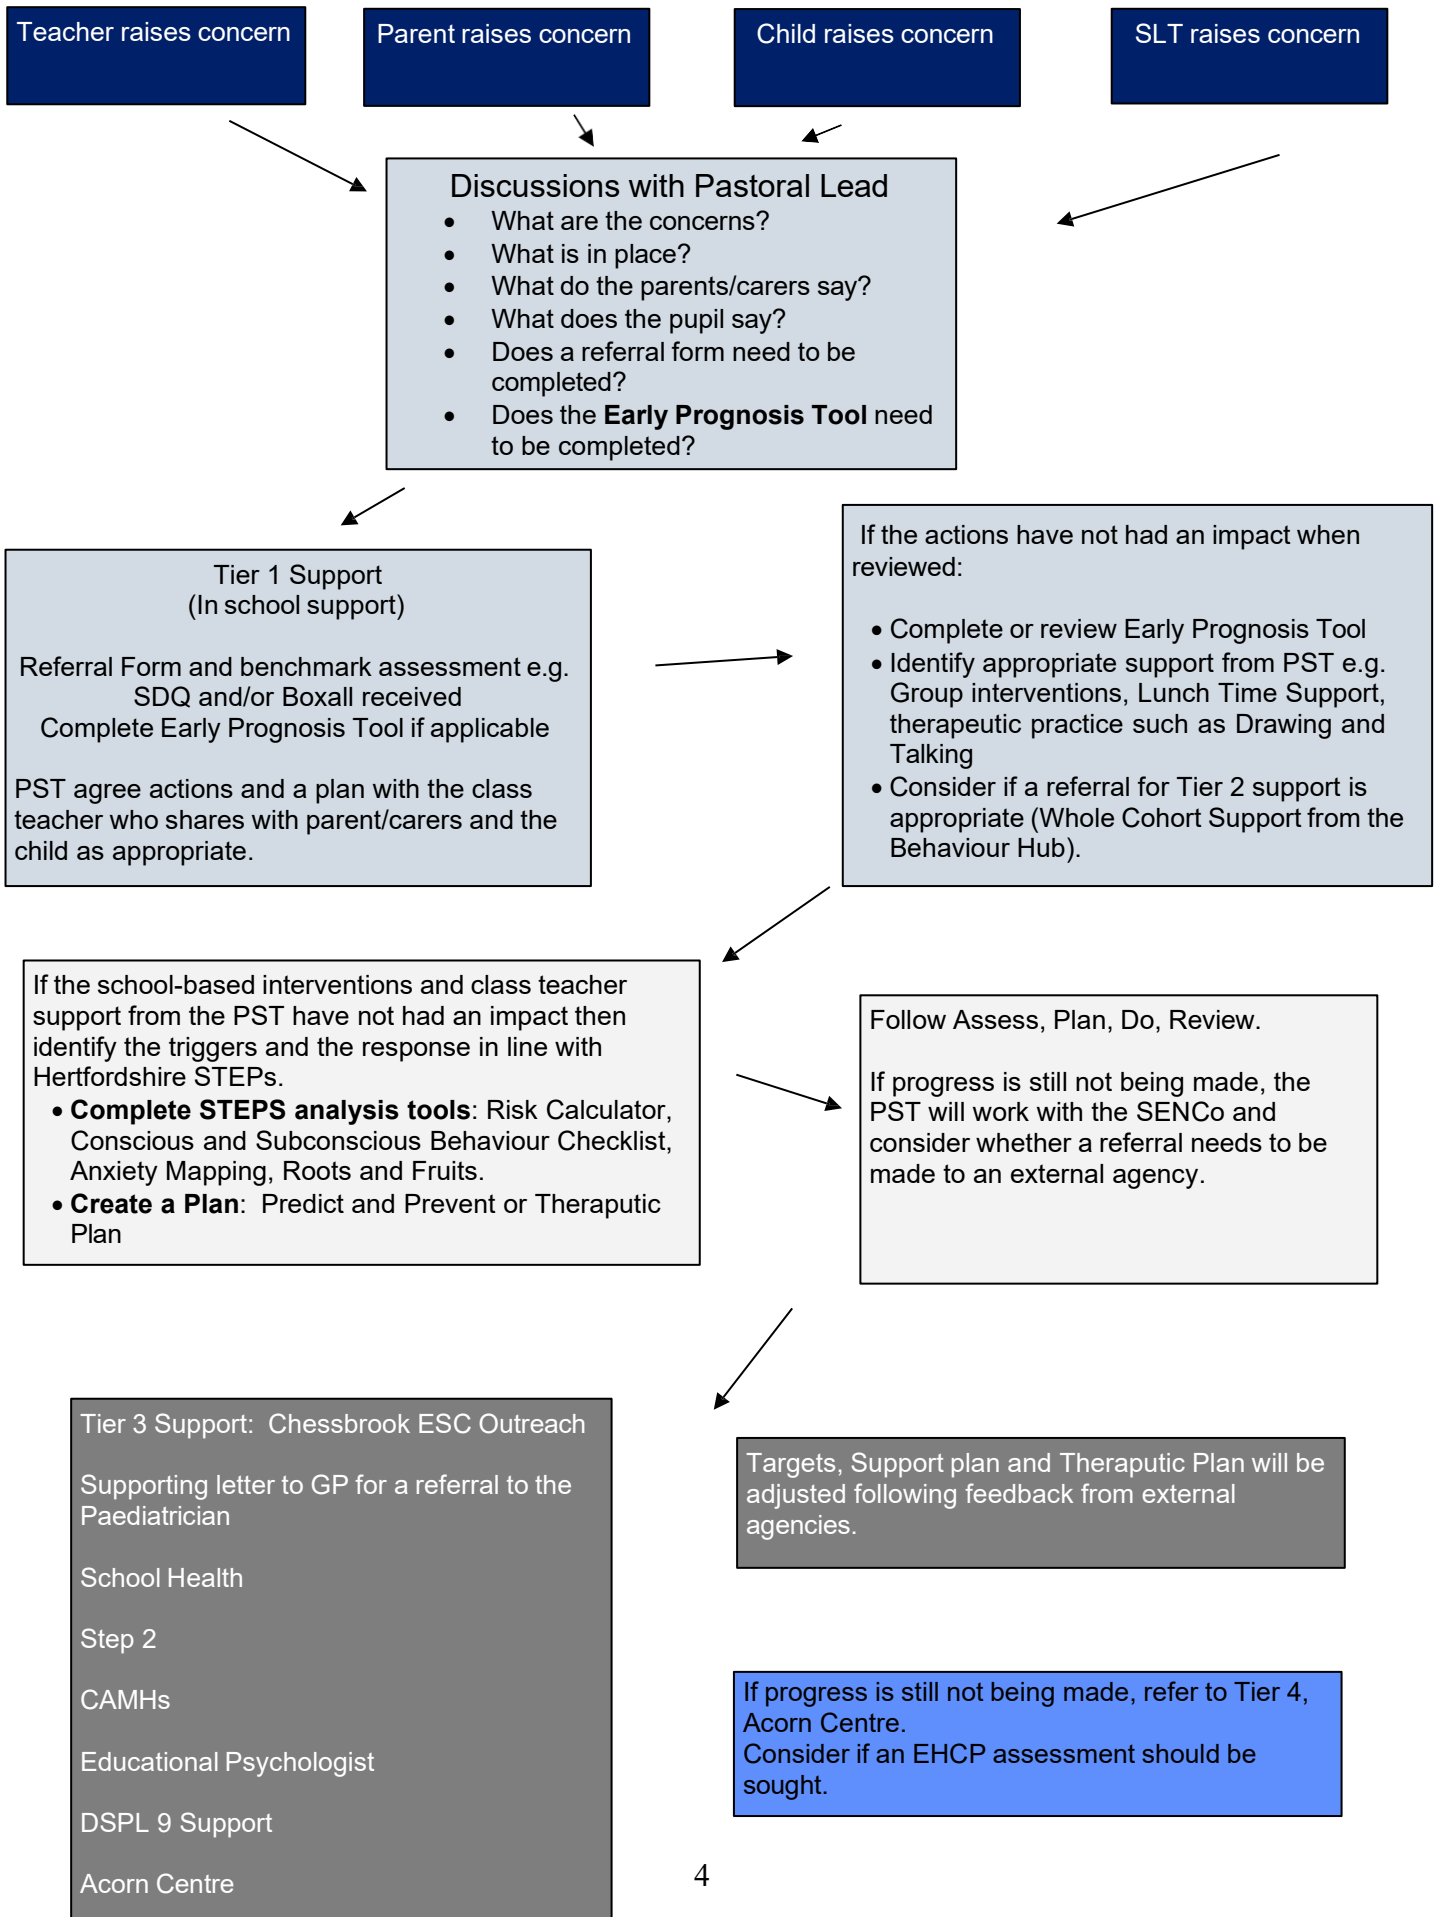 Teacher raises concern
Parent raises concern
Child raises concern
SLT raises concern
Discussions with Pastoral Lead
• What are the concerns?
• What is in place?
• What do the parents/carers say?
• What does the pupil say?
• Does a referral form need to be
completed?
• Does the Early Prognosis Tool need
to be completed?
Tier 1 Support
(In school support)
Referral Form and benchmark assessment e.g.
SDQ and/or Boxall received
Complete Early Prognosis Tool if applicable
PST agree actions and a plan with the class
teacher who shares with parent/carers and the
child as appropriate.
If the actions have not had an impact when
reviewed:
• Complete or review Early Prognosis Tool
• Identify appropriate support from PST e.g.
Group interventions, Lunch Time Support,
therapeutic practice such as Drawing and
Talking
• Consider if a referral for Tier 2 support is
appropriate (Whole Cohort Support from the
Behaviour Hub).
If the school-based interventions and class teacher
support from the PST have not had an impact then
identify the triggers and the response in line with
Hertfordshire STEPs.
• Complete STEPS analysis tools: Risk Calculator,
Conscious and Subconscious Behaviour Checklist,
Anxiety Mapping, Roots and Fruits.
• Create a Plan: Predict and Prevent or Theraputic
Plan
Follow Assess, Plan, Do, Review.
If progress is still not being made, the
PST will work with the SENCo and
consider whether a referral needs to be
made to an external agency.
Tier 3 Support: Chessbrook ESC Outreach
Supporting letter to GP for a referral to the
Paediatrician
School Health
Step 2
CAMHs
Educational Psychologist
DSPL 9 Support
Acorn Centre
Targets, Support plan and Theraputic Plan will be
adjusted following feedback from external
agencies.
If progress is still not being made, refer to Tier 4,
Acorn Centre.
Consider if an EHCP assessment should be
sought.
4